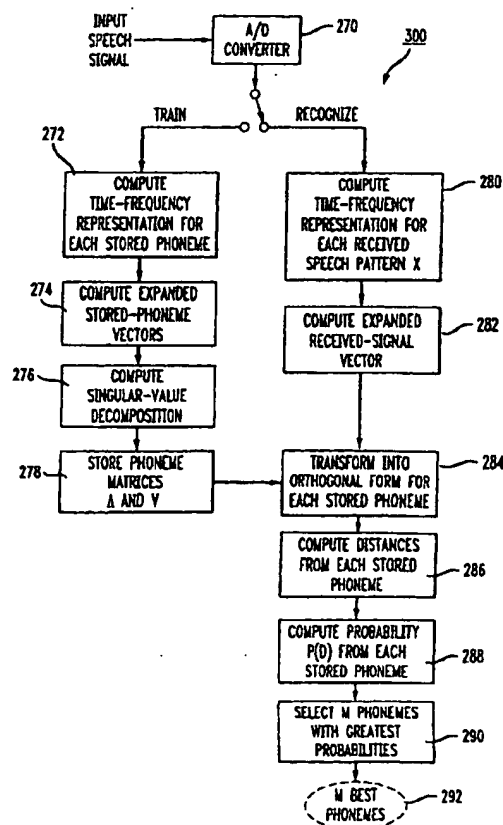 INPUT
SPEECH
SIGNAL
A/D
CONVERTER
270
300
TRAIN
RECOGNIZE
272
COMPUTE
TIME-FREQUENCY
REPRESENTATION FOR
EACH STORED PHONEME
280
COMPUTE
TIME-FREQUENCY
REPRESENTATION FOR
EACH RECEIVED
SPEECH PATTERN X
274
COMPUTE EXPANDED
STORED-PHONEME
VECTORS
282
COMPUTE EXPANDED
RECEIVED-SIGNAL
VECTOR
276
COMPUTE
SINGULAR-VALUE
DECOMPOSITION
278
STORE PHONEME
MATRICES
Λ AND V
284
TRANSFORM INTO
ORTHOGONAL FORM FOR
EACH STORED PHONEME
COMPUTE DISTANCES
FROM EACH STORED
PHONEME
286
COMPUTE PROBABILITY
P(D) FROM EACH
STORED PHONEME
288
SELECT M PHONEMES
WITH GREATEST
PROBABILITIES
290
M BEST
PHONEMES
292